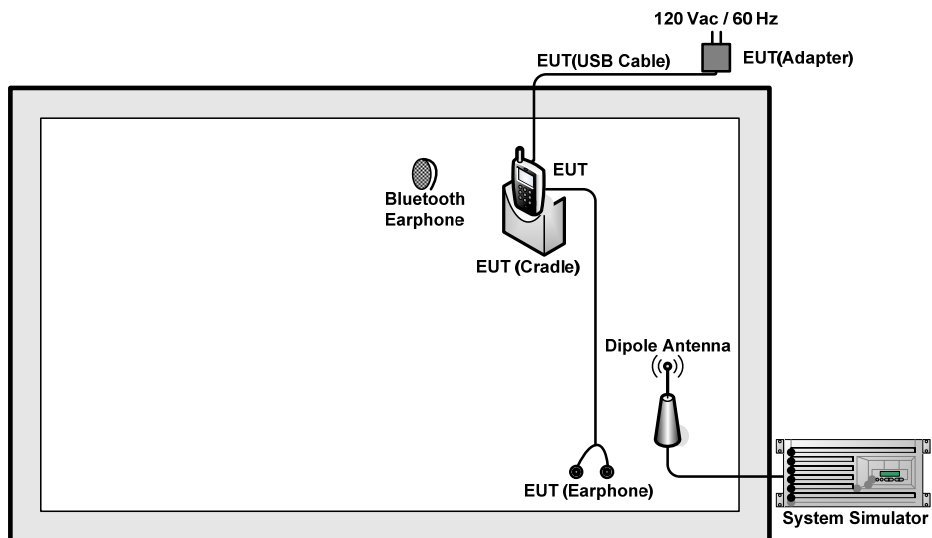 120 Vac / 60 Hz
EUT(USB Cable)
EUT(Adapter)
EUT
Bluetooth
Earphone
EUT (Cradle)
Dipole Antenna
EUT (Earphone)
System Simulator